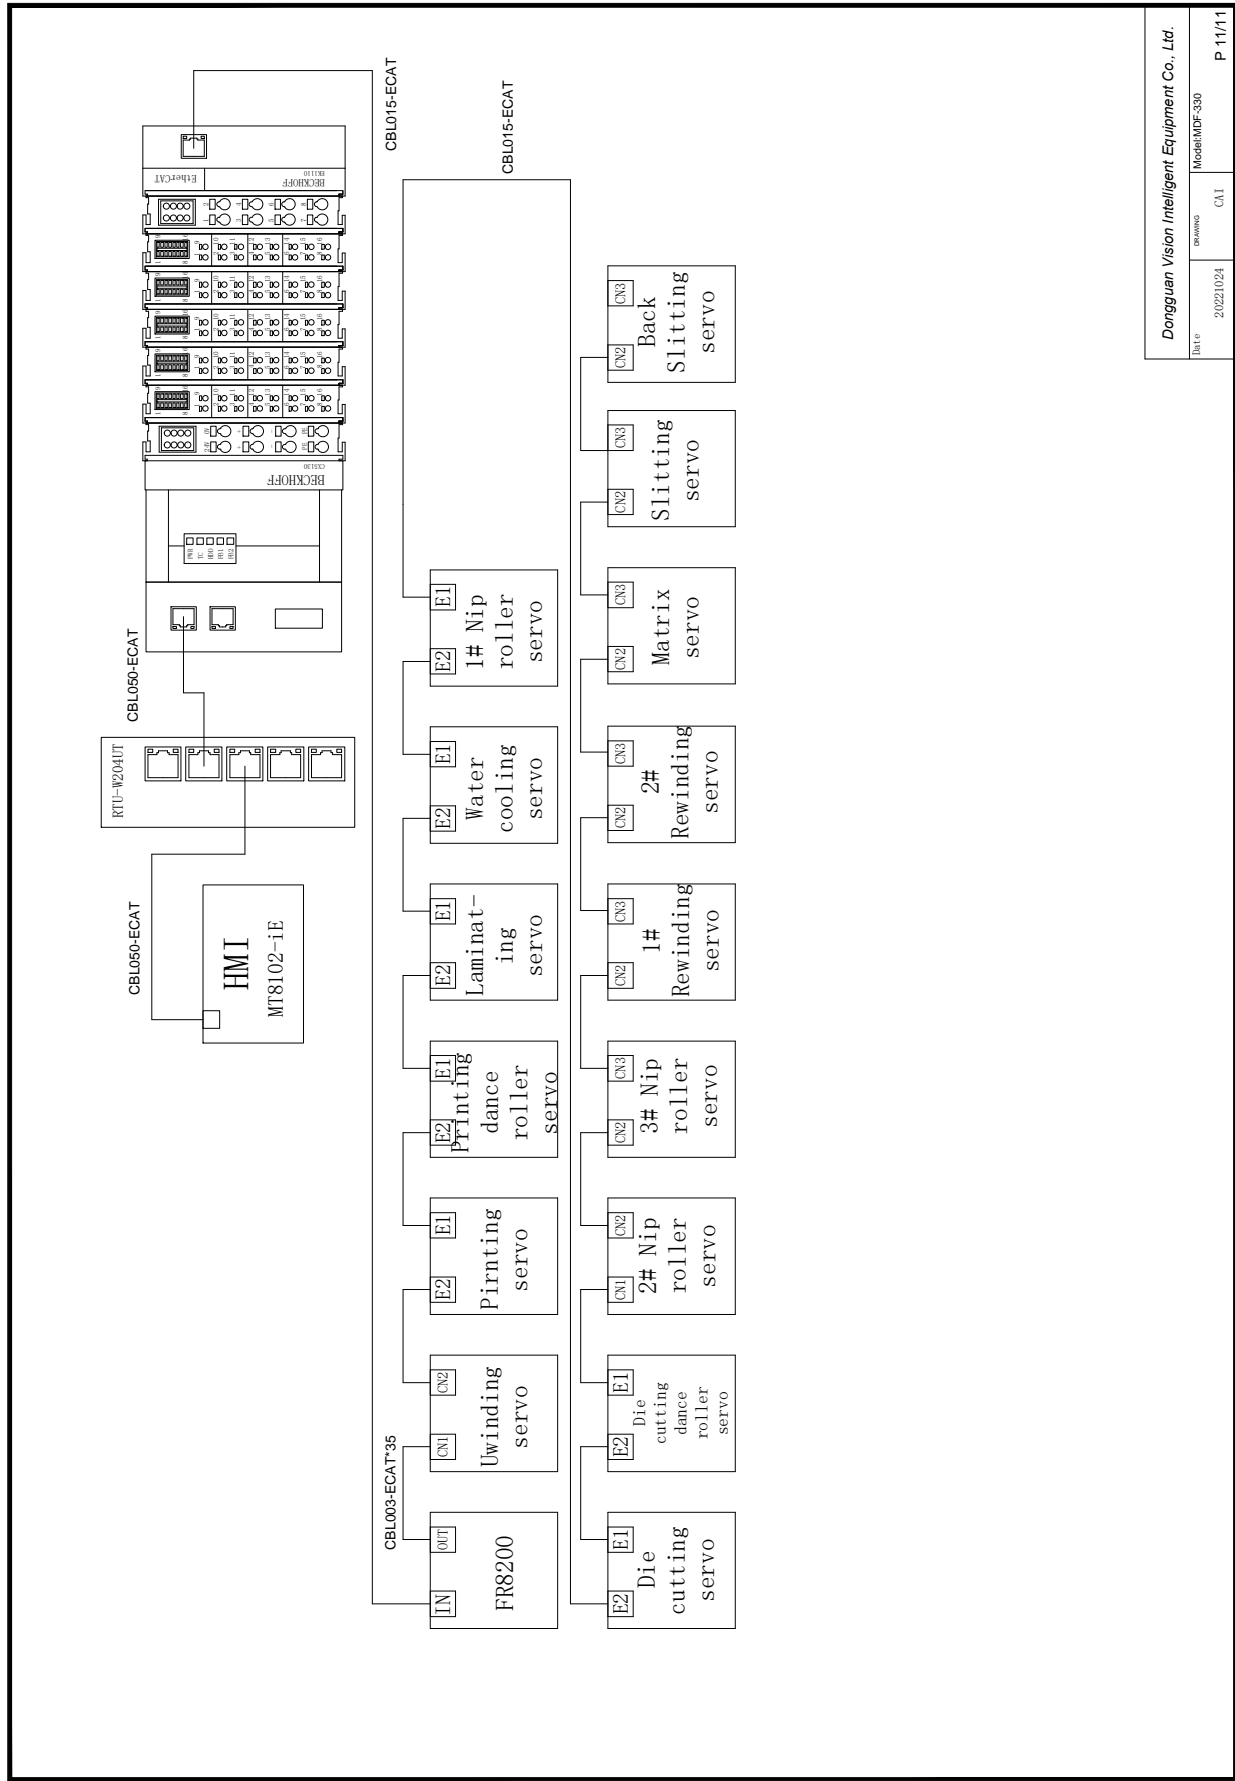 CBL015-ECAT
EtherCAT
BECKHOFF
EK1110
BECKHOFF
CX5130
24V
0V
+
+
-
-
PE
PE
PWR
TC
HDD
FB1
FB2
CBL050-ECAT
RTU-W204UT
CBL050-ECAT
HMI
MT8102-iE
CBL003-ECAT*35
CBL015-ECAT
IN
OUT
FR8200
CN1
CN2
Uwinding
servo
E2
E1
Pirnting
servo
E2
E1
Printing
dance
roller
servo
E2
E1
Laminat-
ing
servo
E2
E1
Water
cooling
servo
E2
E1
1# Nip
roller
servo
E2
E1
Die
cutting
servo
E2
E1
Die
cutting
dance
roller
servo
CN1
CN2
2# Nip
roller
servo
CN2
CN3
3# Nip
roller
servo
CN2
CN3
1#
Rewinding
servo
CN2
CN3
2#
Rewinding
servo
CN2
CN3
Matrix
servo
CN2
CN3
Slitting
servo
CN2
CN3
Back
Slitting
servo
Dongguan Vision Intelligent Equipment Co., Ltd.
Date
20221024
DRAWING
CAI
Model:MDF-330
P 11/11